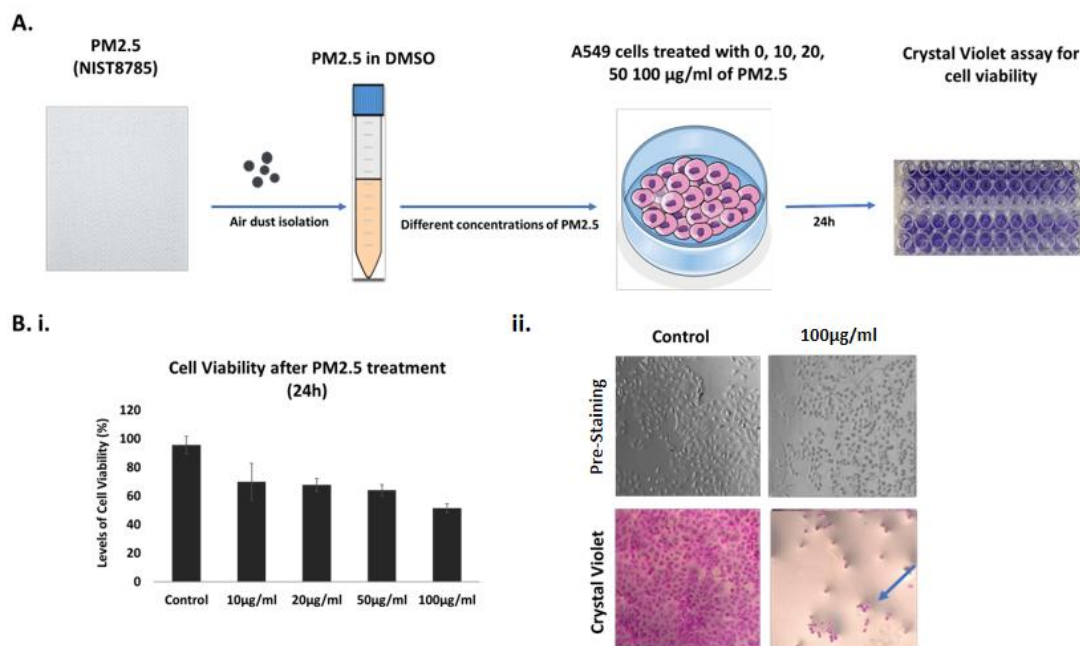 A.
PM2.5
(NIST8785)
Air dust isolation
PM2.5 in DMSO
Different concentrations of PM2.5
A549 cells treated with 0, 10, 20,
50 100 µg/ml of PM2.5
24h
Crystal Violet assay for
cell viability
B. i.
Cell Viability after PM2.5 treatment
(24h)
Levels of Cell Viability (%)
120
100
80
60
40
20
0
Control 10µg/ml 20µg/ml 50µg/ml 100µg/ml
ii.
Control 100µg/ml
Pre-Staining
Crystal Violet